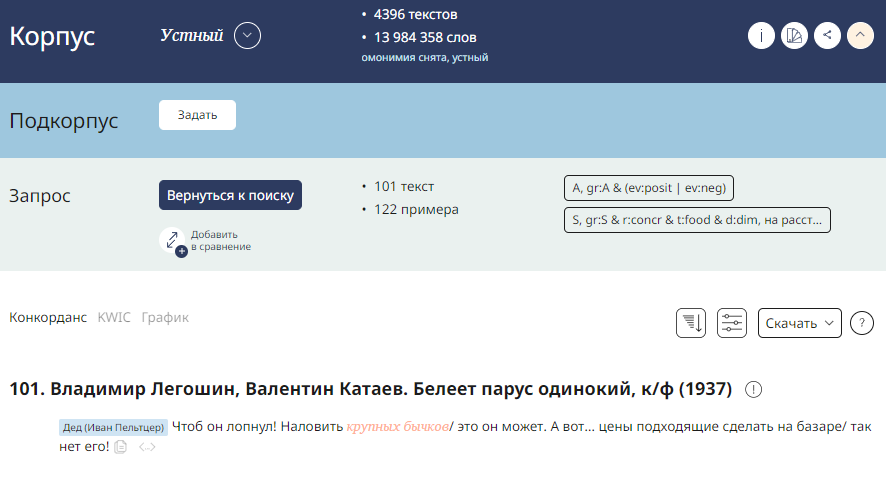 Корпус
Устный
• 4396 текстов
• 13 984 358 слов
омонимия снята, устный
Подкорпус
Задать
Запрос
Вернуться к поиску
Добавить
в сравнение
• 101 текст
• 122 примера
A, gr:A & (ev:posit | ev:neg)
S, gr:S & r:concr & t:food & d:dim, на расст...
Конкорданс KWIC График
Скачать
?
101. Владимир Легошин, Валентин Катаев. Белеет парус одинокий, к/ф (1937)
Дед (Иван Пельтцер) Чтоб он лопнул! Наловить крупных бычков/ это он может. А вот... цены подходящие сделать на базаре/ так
нет его!